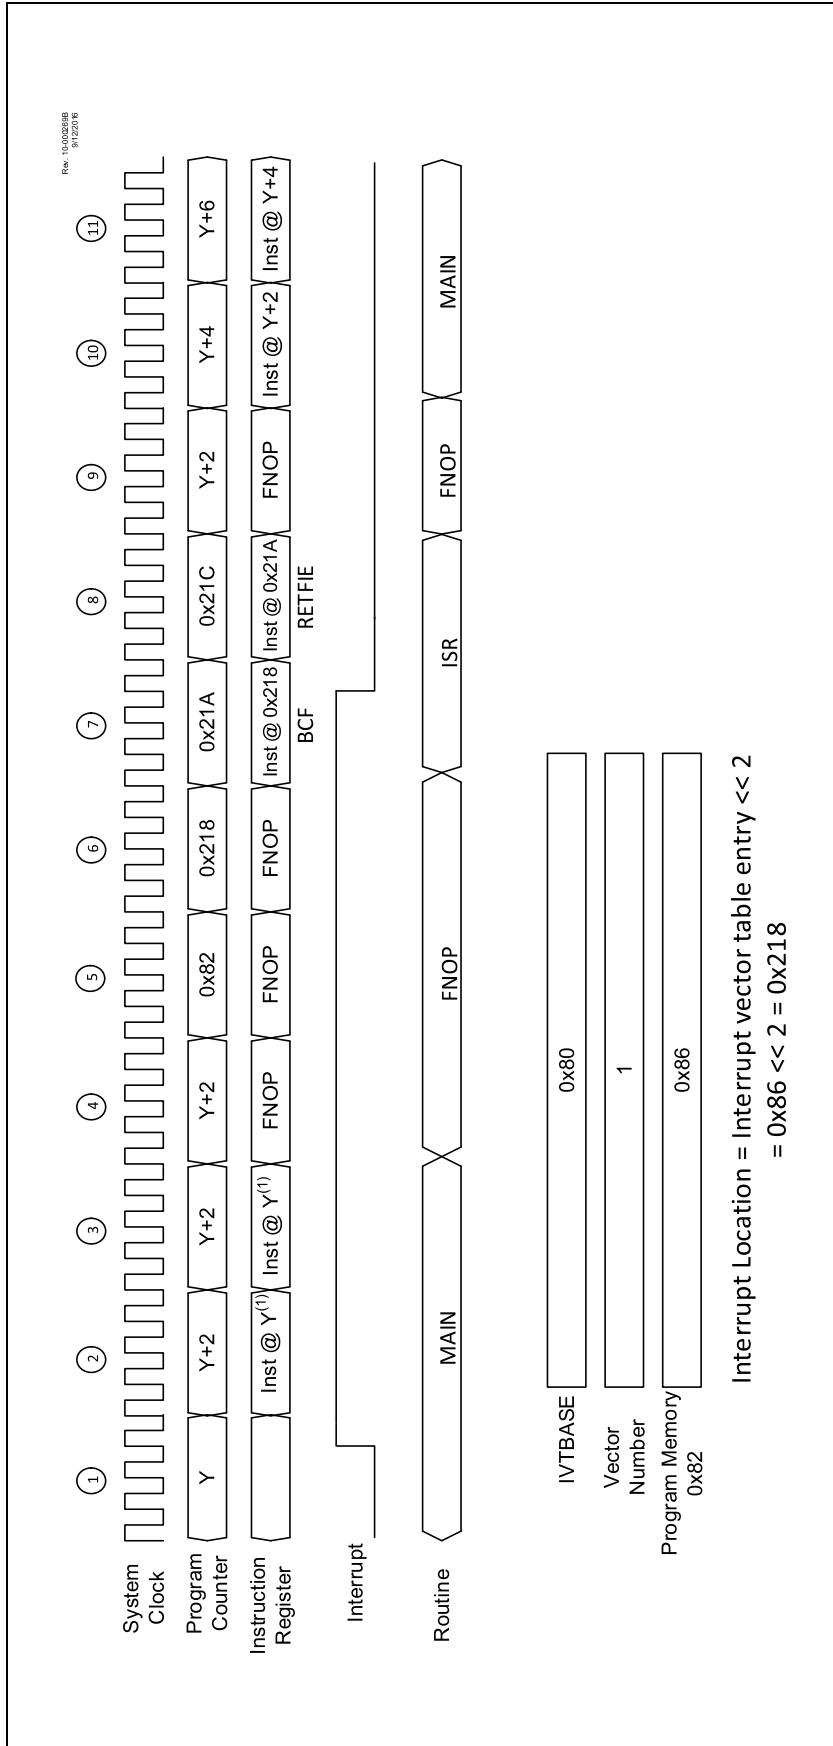 Rev. 10-000269B
9/12/2016
1 2 3 4 5 6 7 8 9 10 11
System
Clock
Program
Counter
Y Y+2 Y+2 Y+2 0x82 0x218 0x21A 0x21C Y+2 Y+4 Y+6
Instruction
Register
Inst @ Y(1) Inst @ Y(1) FNOP FNOP FNOP Inst @ 0x218 Inst @ 0x21A FNOP Inst @ Y+2 Inst @ Y+4
BCF RETFIE
Interrupt
Routine
MAIN FNOP ISR FNOP MAIN
IVTBASE
0x80
Vector
Number
1
Program Memory
0x82
0x86
Interrupt Location = Interrupt vector table entry << 2
= 0x86 << 2 = 0x218